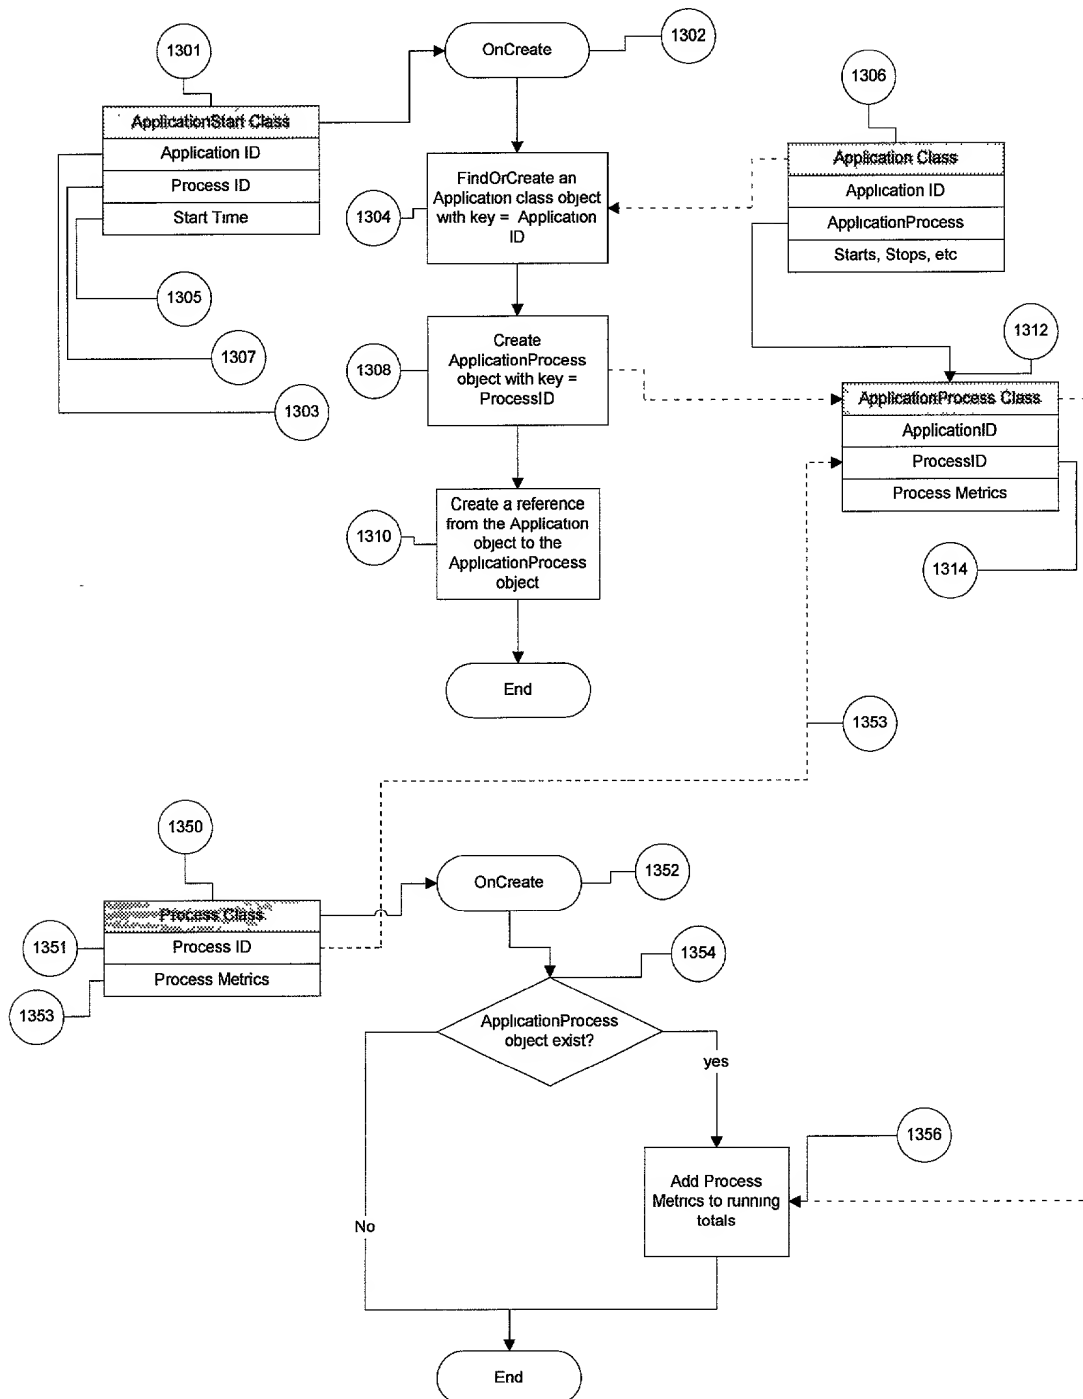 1301
OnCreate
1302
1306
ApplicationStart Class
Application ID
Process ID
Start Time
FindOrCreate an
Application class object
with key = Application
ID
1304
Application Class
Application ID
ApplicationProcess
Starts, Stops, etc
1305
1307
1303
Create
ApplicationProcess
object with key =
ProcessID
1308
1312
ApplicationProcess Class
ApplicationID
ProcessID
Process Metrics
1314
Create a reference
from the Application
object to the
ApplicationProcess
object
1310
End
1353
1350
OnCreate
1352
Process Class
Process ID
Process Metrics
1351
1353
1354
ApplicationProcess
object exist?
yes
No
1356
Add Process
Metrics to running
totals
End